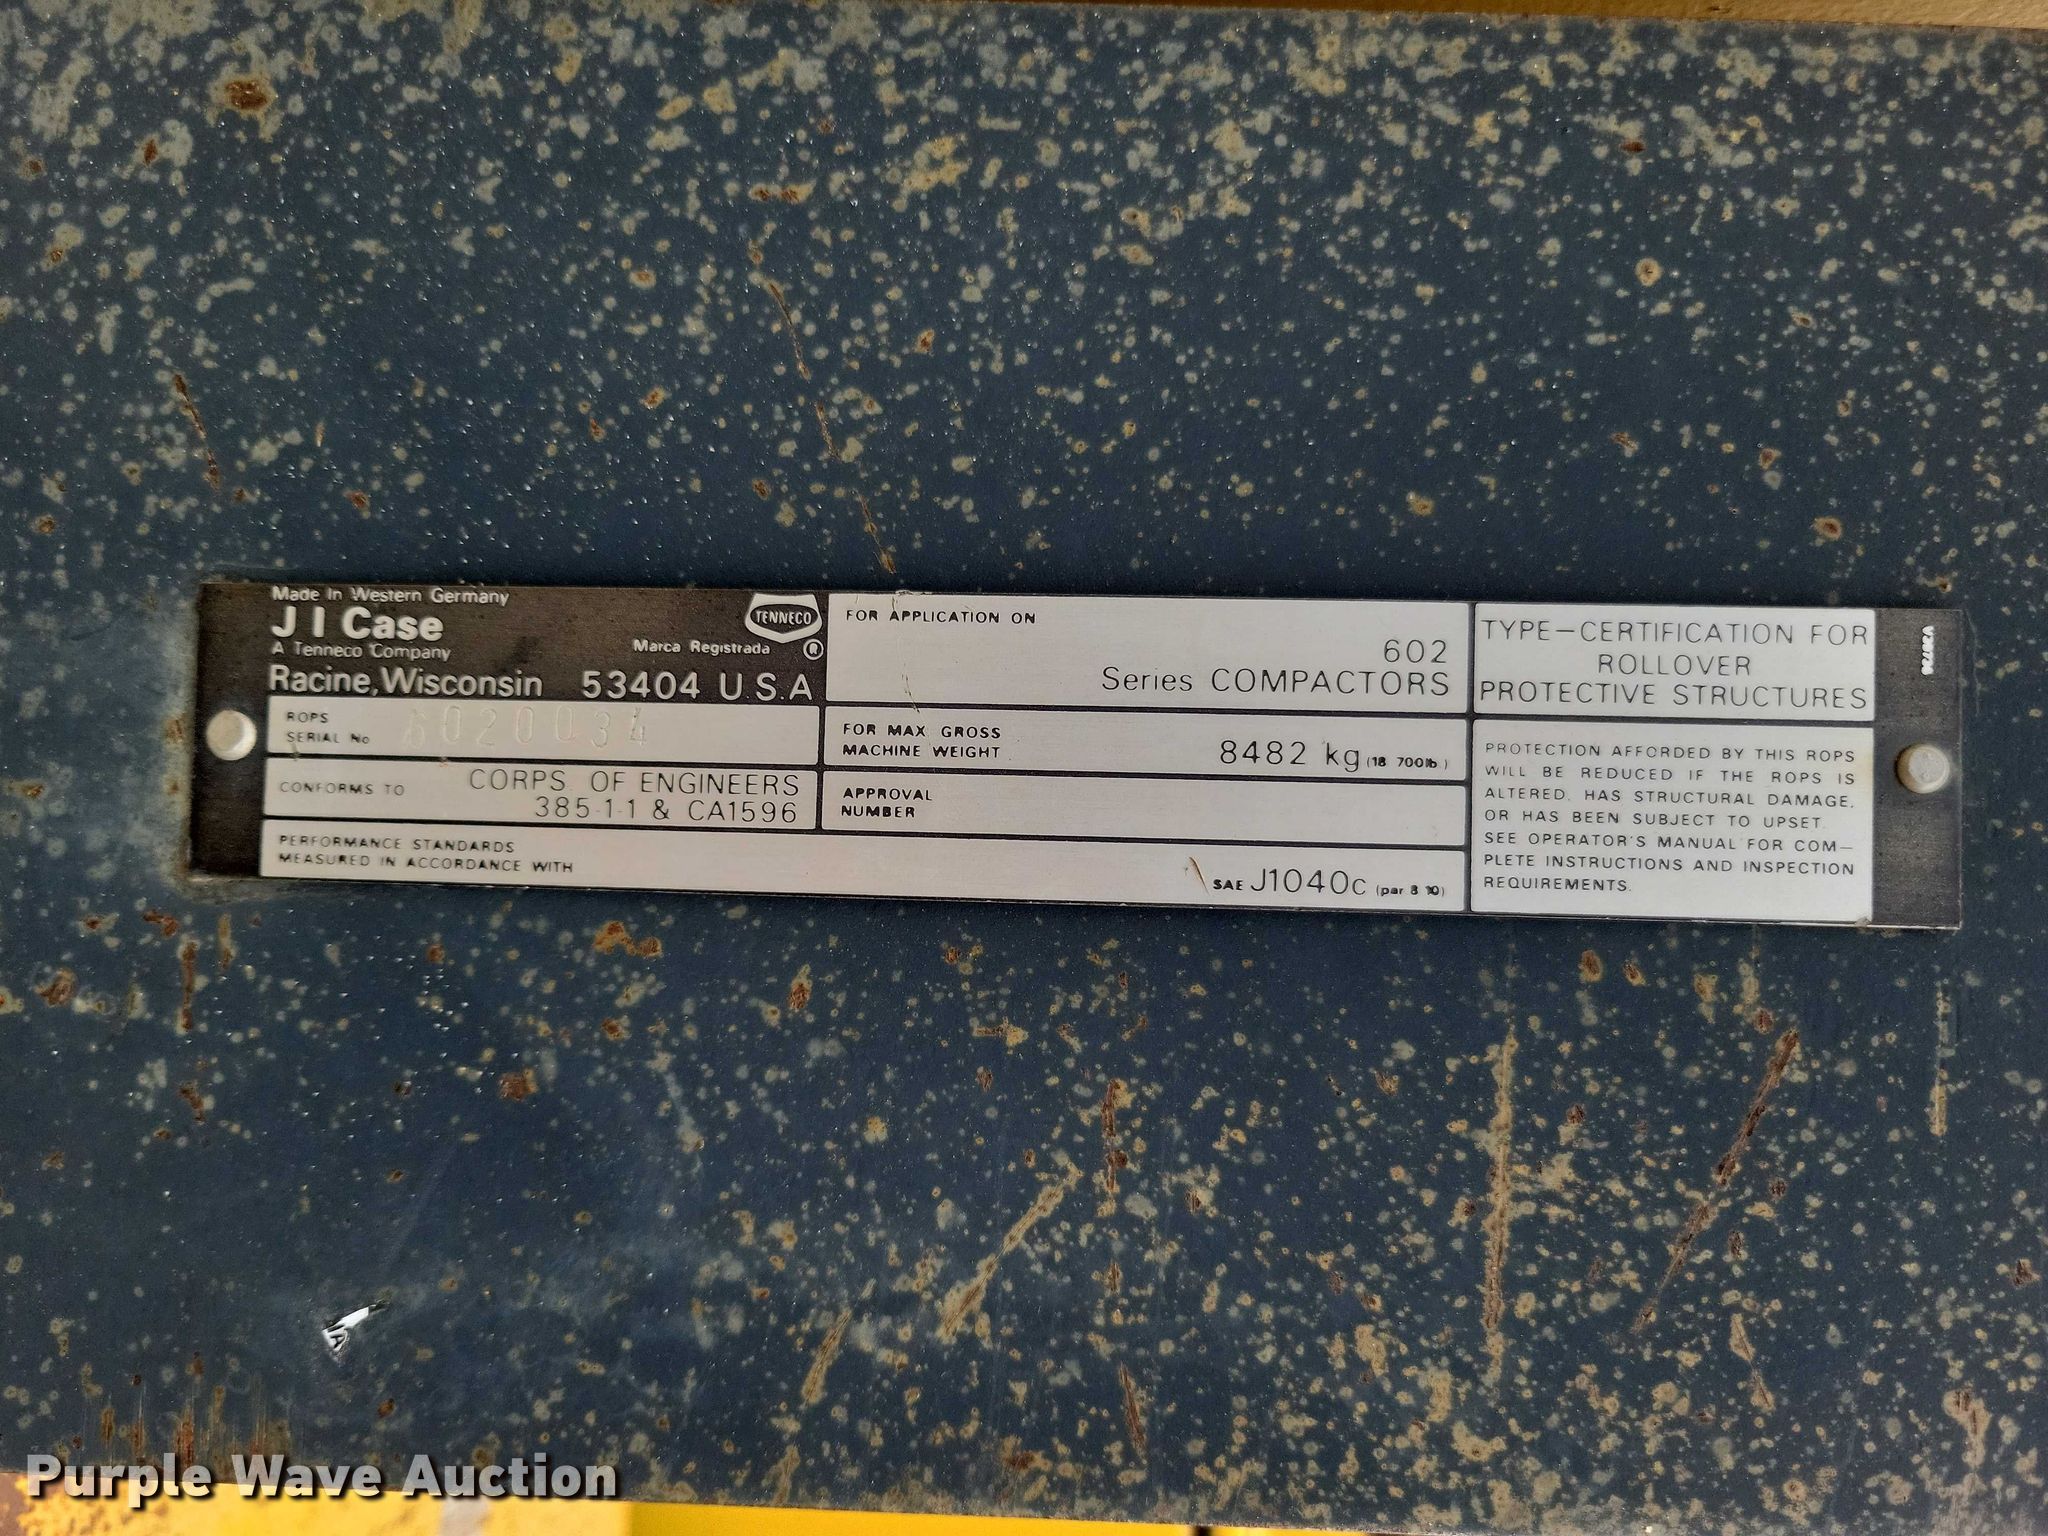 Made In Western Germany
J I Case
A Tenneco Company
Marca Registrada
TENNECO
®
Racine, Wisconsin 53404 U.S.A
ROPS
SERIAL No 6020034
CONFORMS TO CORPS OF ENGINEERS
385-1-1 & CA1596
PERFORMANCE STANDARDS
MEASURED IN ACCORDANCE WITH
SAE J1040c (par 8 10)
FOR APPLICATION ON
602
Series COMPACTORS
FOR MAX GROSS
MACHINE WEIGHT 8482 kg (18 700lb)
APPROVAL
NUMBER
TYPE-CERTIFICATION FOR
ROLLOVER
PROTECTIVE STRUCTURES
PROTECTION AFFORDED BY THIS ROPS
WILL BE REDUCED IF THE ROPS IS
ALTERED, HAS STRUCTURAL DAMAGE,
OR HAS BEEN SUBJECT TO UPSET.
SEE OPERATOR'S MANUAL FOR COM-
PLETE INSTRUCTIONS AND INSPECTION
REQUIREMENTS.
Purple Wave Auction